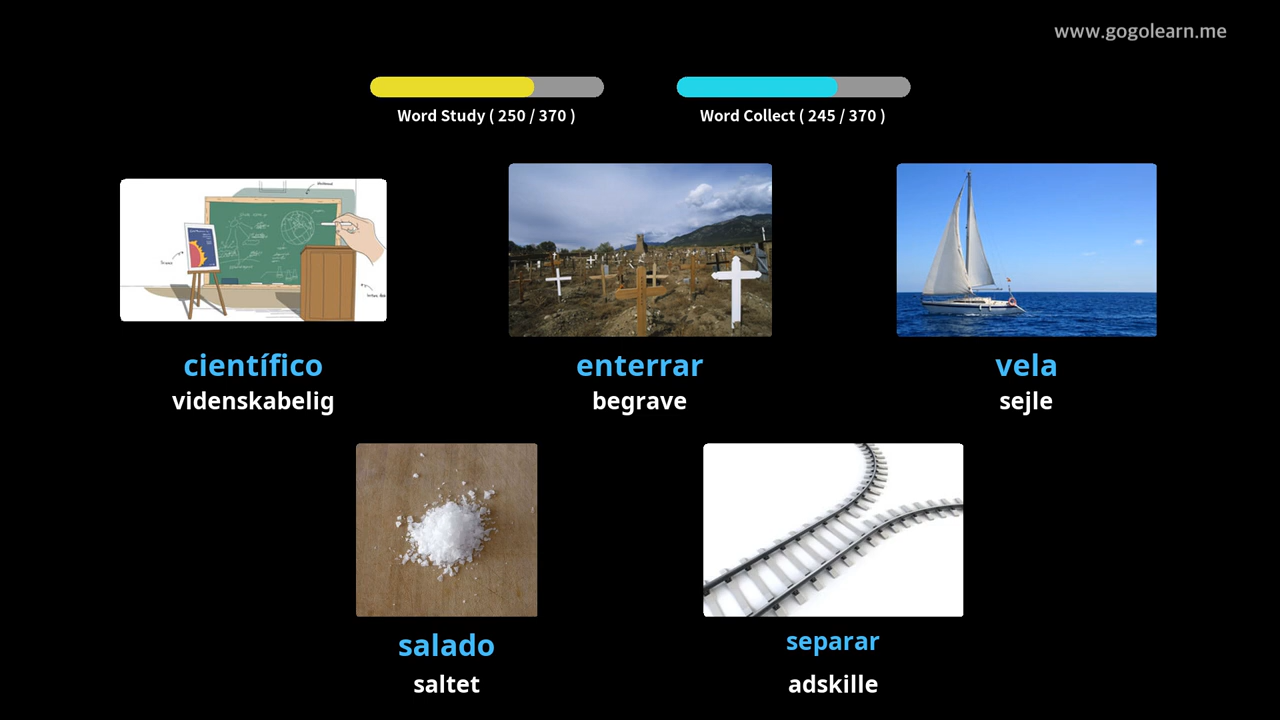 www.gogolearn.me
Word Study ( 250 / 370 )
Word Collect ( 245 / 370 )
científico
videnskabelig
enterrar
begrave
vela
sejle
salado
saltet
separar
adskille